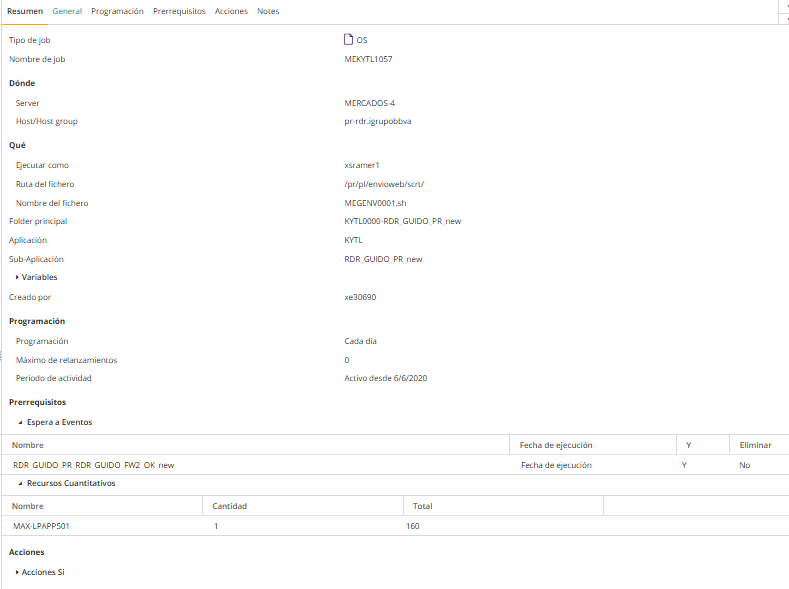 Resumen General Programación Prerrequisitos Acciones Notes
Tipo de job OS
Nombre de job MEKYTL1057
Dónde
Server MERCADOS-4
Host/Host group pr-rdr.igrupobbva
Qué
Ejecutar como xsramer1
Ruta del fichero /pr/pl/envioweb/scrt/
Nombre del fichero MEGENV0001.sh
Folder principal KYTL0000-RDR_GUIDO_PR_new
Aplicación KYTL
Sub-Aplicación RDR_GUIDO_PR_new
Variables
Creado por xe30690
Programación
Programación Cada día
Máximo de relanzamientos 0
Periodo de actividad Activo desde 6/6/2020
Prerrequisitos
Espera a Eventos
Nombre Fecha de ejecución Y Eliminar
RDR_GUIDO_PR_RDR_GUIDO_FW2_OK_new Fecha de ejecución Y No
Recursos Cuantitativos
Nombre Cantidad Total
MAX-LPAPP501 1 160
Acciones
Acciones Si